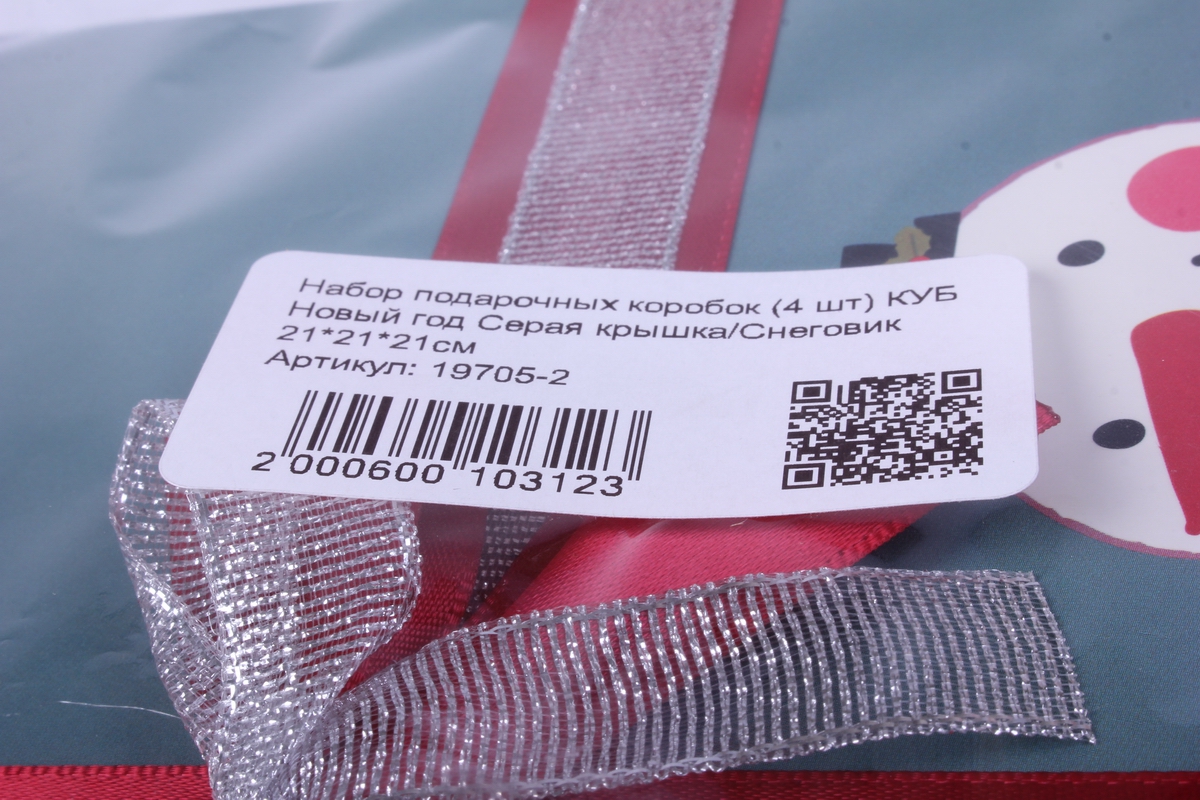 Набор подарочных коробок (4 шт) КУБ
Новый год Серая крышка/Снеговик
21*21*21см
Артикул: 19705-2
2 000600 103123